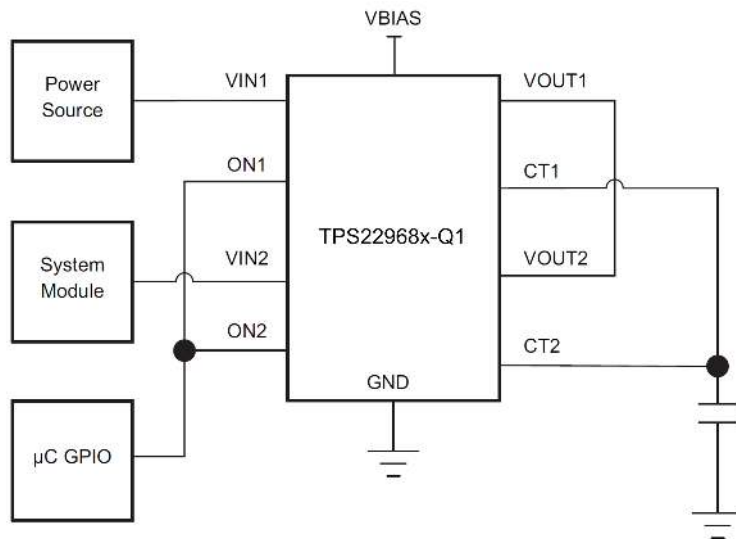 VBIAS
Power
Source
VIN1
VOUT1
ON1
CT1
TPS22968x-Q1
System
Module
VIN2
VOUT2
ON2
CT2
GND
µC GPIO